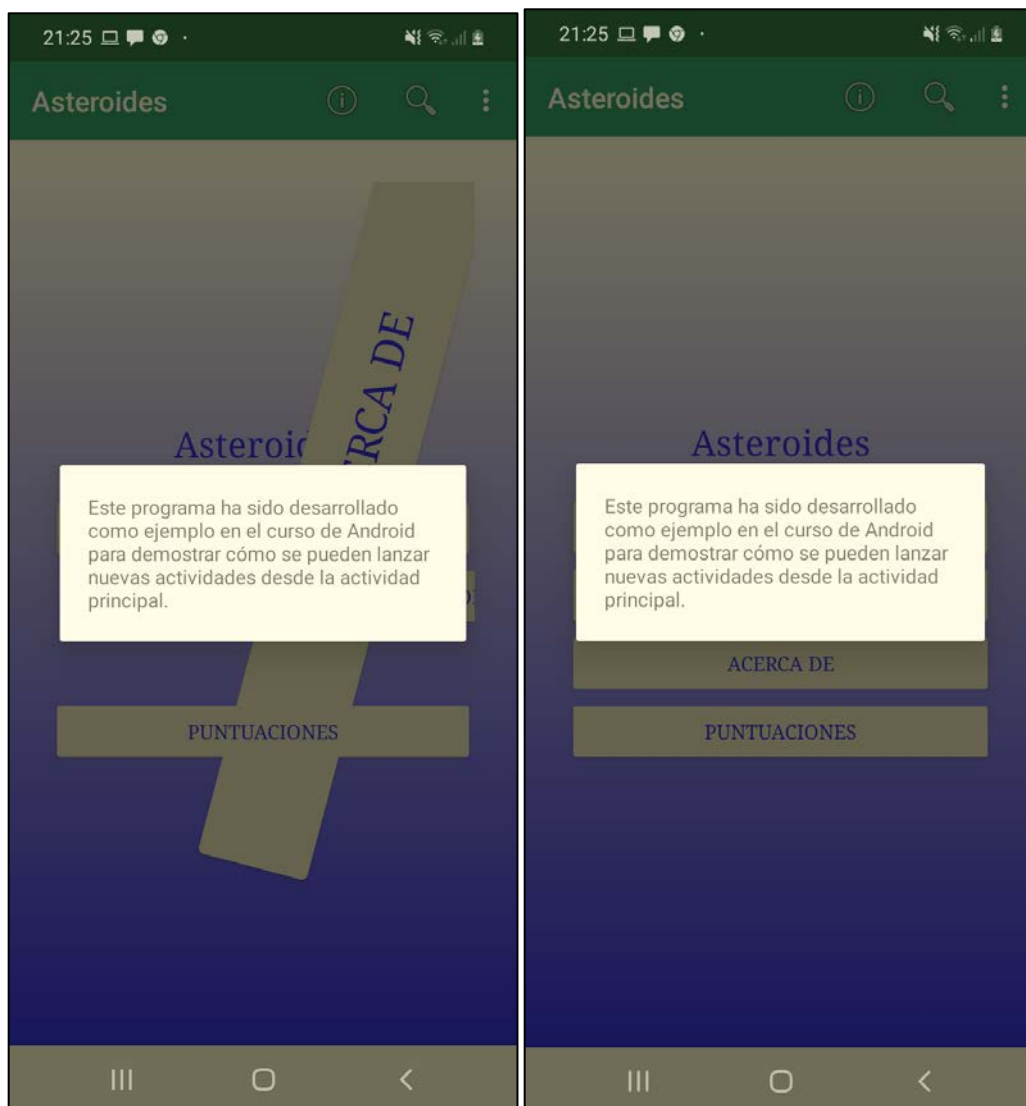 21:25
Asteroides
ERCA DE
Asteroid
Este programa ha sido desarrollado
como ejemplo en el curso de Android
para demostrar cómo se pueden lanzar
nuevas actividades desde la actividad
principal.
PUNTUACIONES
21:25
Asteroides
Asteroides
Este programa ha sido desarrollado
como ejemplo en el curso de Android
para demostrar cómo se pueden lanzar
nuevas actividades desde la actividad
principal.
ACERCA DE
PUNTUACIONES